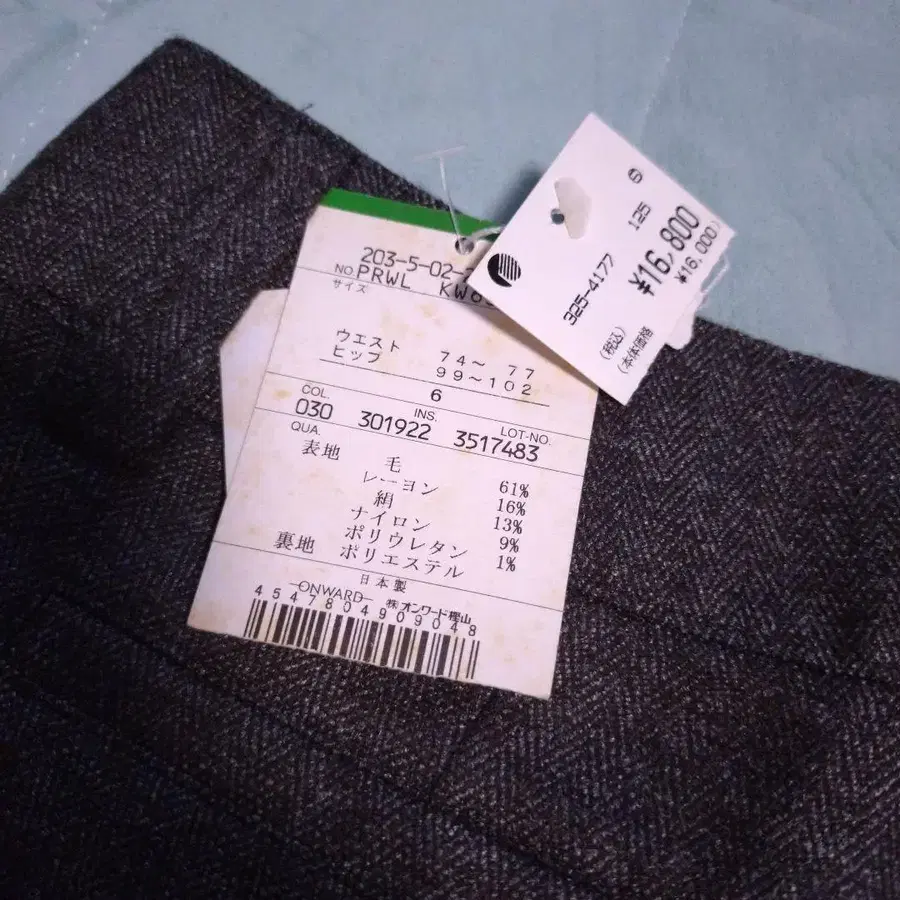 203-5-02-
NO. PRWL
サイズ
ウエスト 74～ 77
ヒップ 99～102
6
COL. INS. LOT-NO.
030 301922 3517483
QUA.
表地 毛 61%
レーヨン 16%
絹 13%
ナイロン 9%
ポリウレタン 1%
裏地 ポリエステル
日本製
ONWARD ㈱オンワード樫山
4547804909048
125
325-4177
(税込) ¥16,800
(本体価格 ¥16,000)